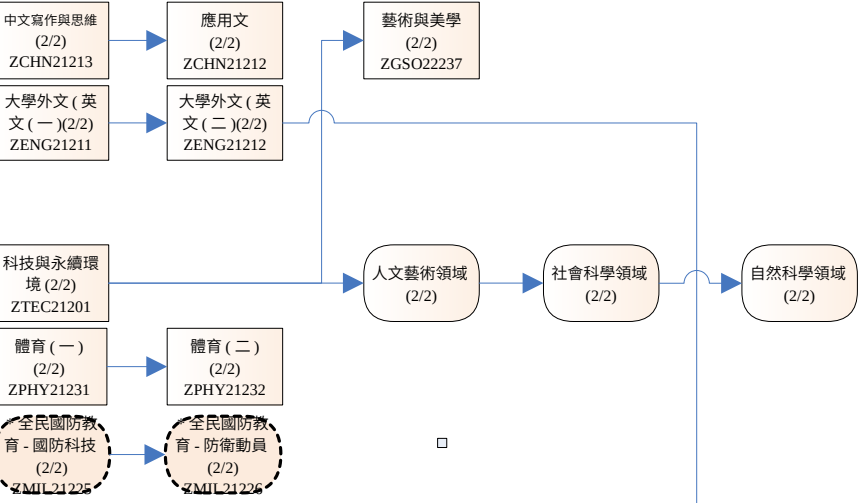 中文寫作與思維
(2/2)
ZCHN21213
應用文
(2/2)
ZCHN21212
藝術與美學
(2/2)
ZGSO22237
大學外文 ( 英
文 ( 一 )(2/2)
ZENG21211
大學外文 ( 英
文 ( 二 )(2/2)
ZENG21212
科技與永續環
境 (2/2)
ZTEC21201
人文藝術領域
(2/2)
社會科學領域
(2/2)
自然科學領域
(2/2)
體育 ( 一 )
(2/2)
ZPHY21231
體育 ( 二 )
(2/2)
ZPHY21232
* 全民國防教
育 - 國防科技
(2/2)
ZMIL21225
* 全民國防教
育 - 防衛動員
(2/2)
ZMIL21226